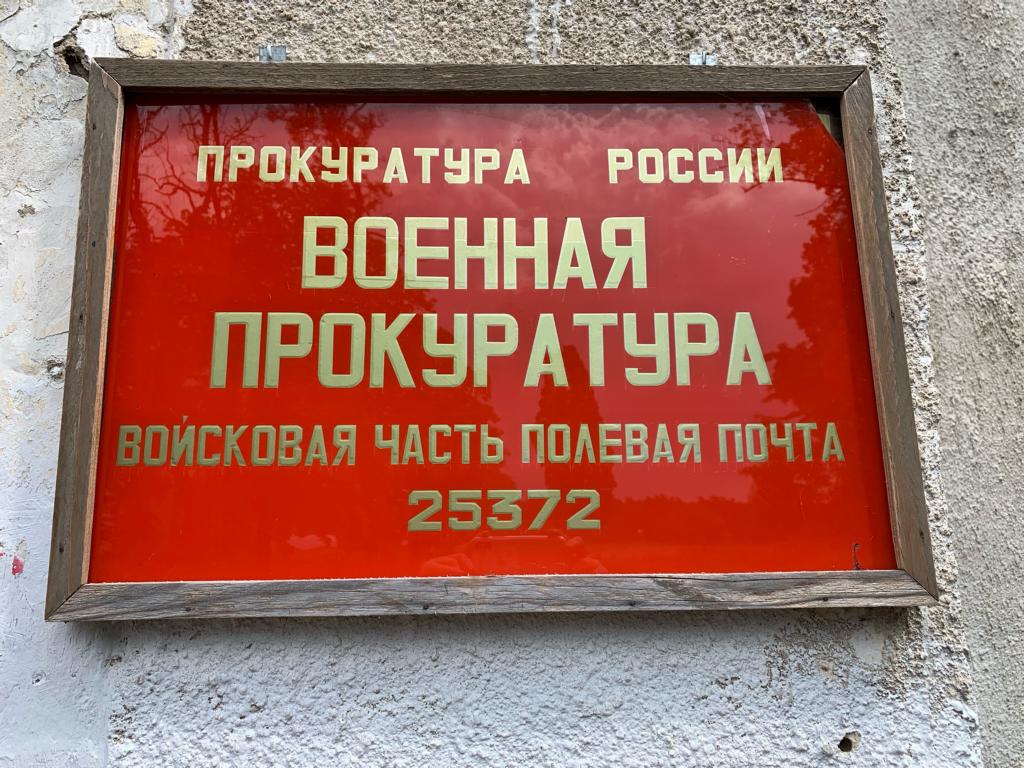 ПРОКУРАТУРА РОССИИ
ВОЕННАЯ
ПРОКУРАТУРА
ВОЙСКОВАЯ ЧАСТЬ ПОЛЕВАЯ ПОЧТА
25372